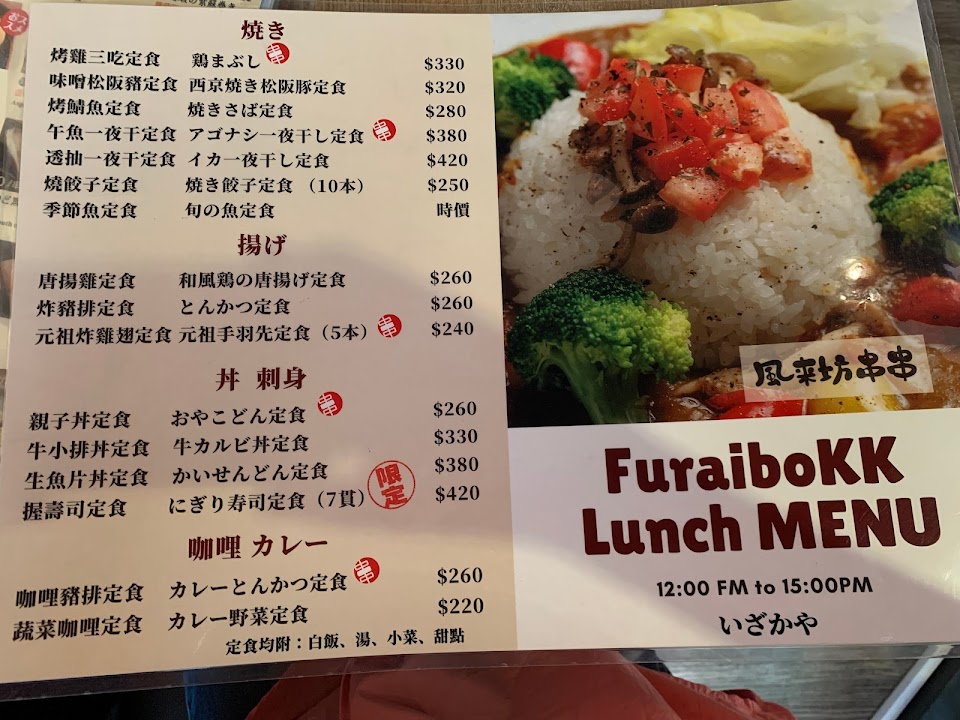 焼き
烤雞三吃定食 鶏まぶし 串串 $330
味噌松阪豬定食 西京焼き松阪豚定食 $320
烤鯖魚定食 焼きさば定食 $280
午魚一夜干定食 アゴナシ一夜干し定食 串串 $380
透抽一夜干定食 イカ一夜干し定食 $420
燒餃子定食 焼き餃子定食 （10本） $250
季節魚定食 旬の魚定食 時價
揚げ
唐揚雞定食 和風鶏の唐揚げ定食 $260
炸豬排定食 とんかつ定食 $260
元祖炸雞翅定食 元祖手羽先定食（5本） 串串 $240
丼 刺身
親子丼定食 おやこどん定食 串串 $260
牛小排丼定食 牛カルビ丼定食 $330
生魚片丼定食 かいせんどん定食 $380
握壽司定食 にぎり寿司定食（7貫） 限定 $420
咖哩 カレー
咖哩豬排定食 カレーとんかつ定食 串串 $260
蔬菜咖哩定食 カレー野菜定食 $220
定食均附：白飯、湯、小菜、甜點
風来坊串串
FuraiboKK
Lunch MENU
12:00 FM to 15:00PM
いざかや